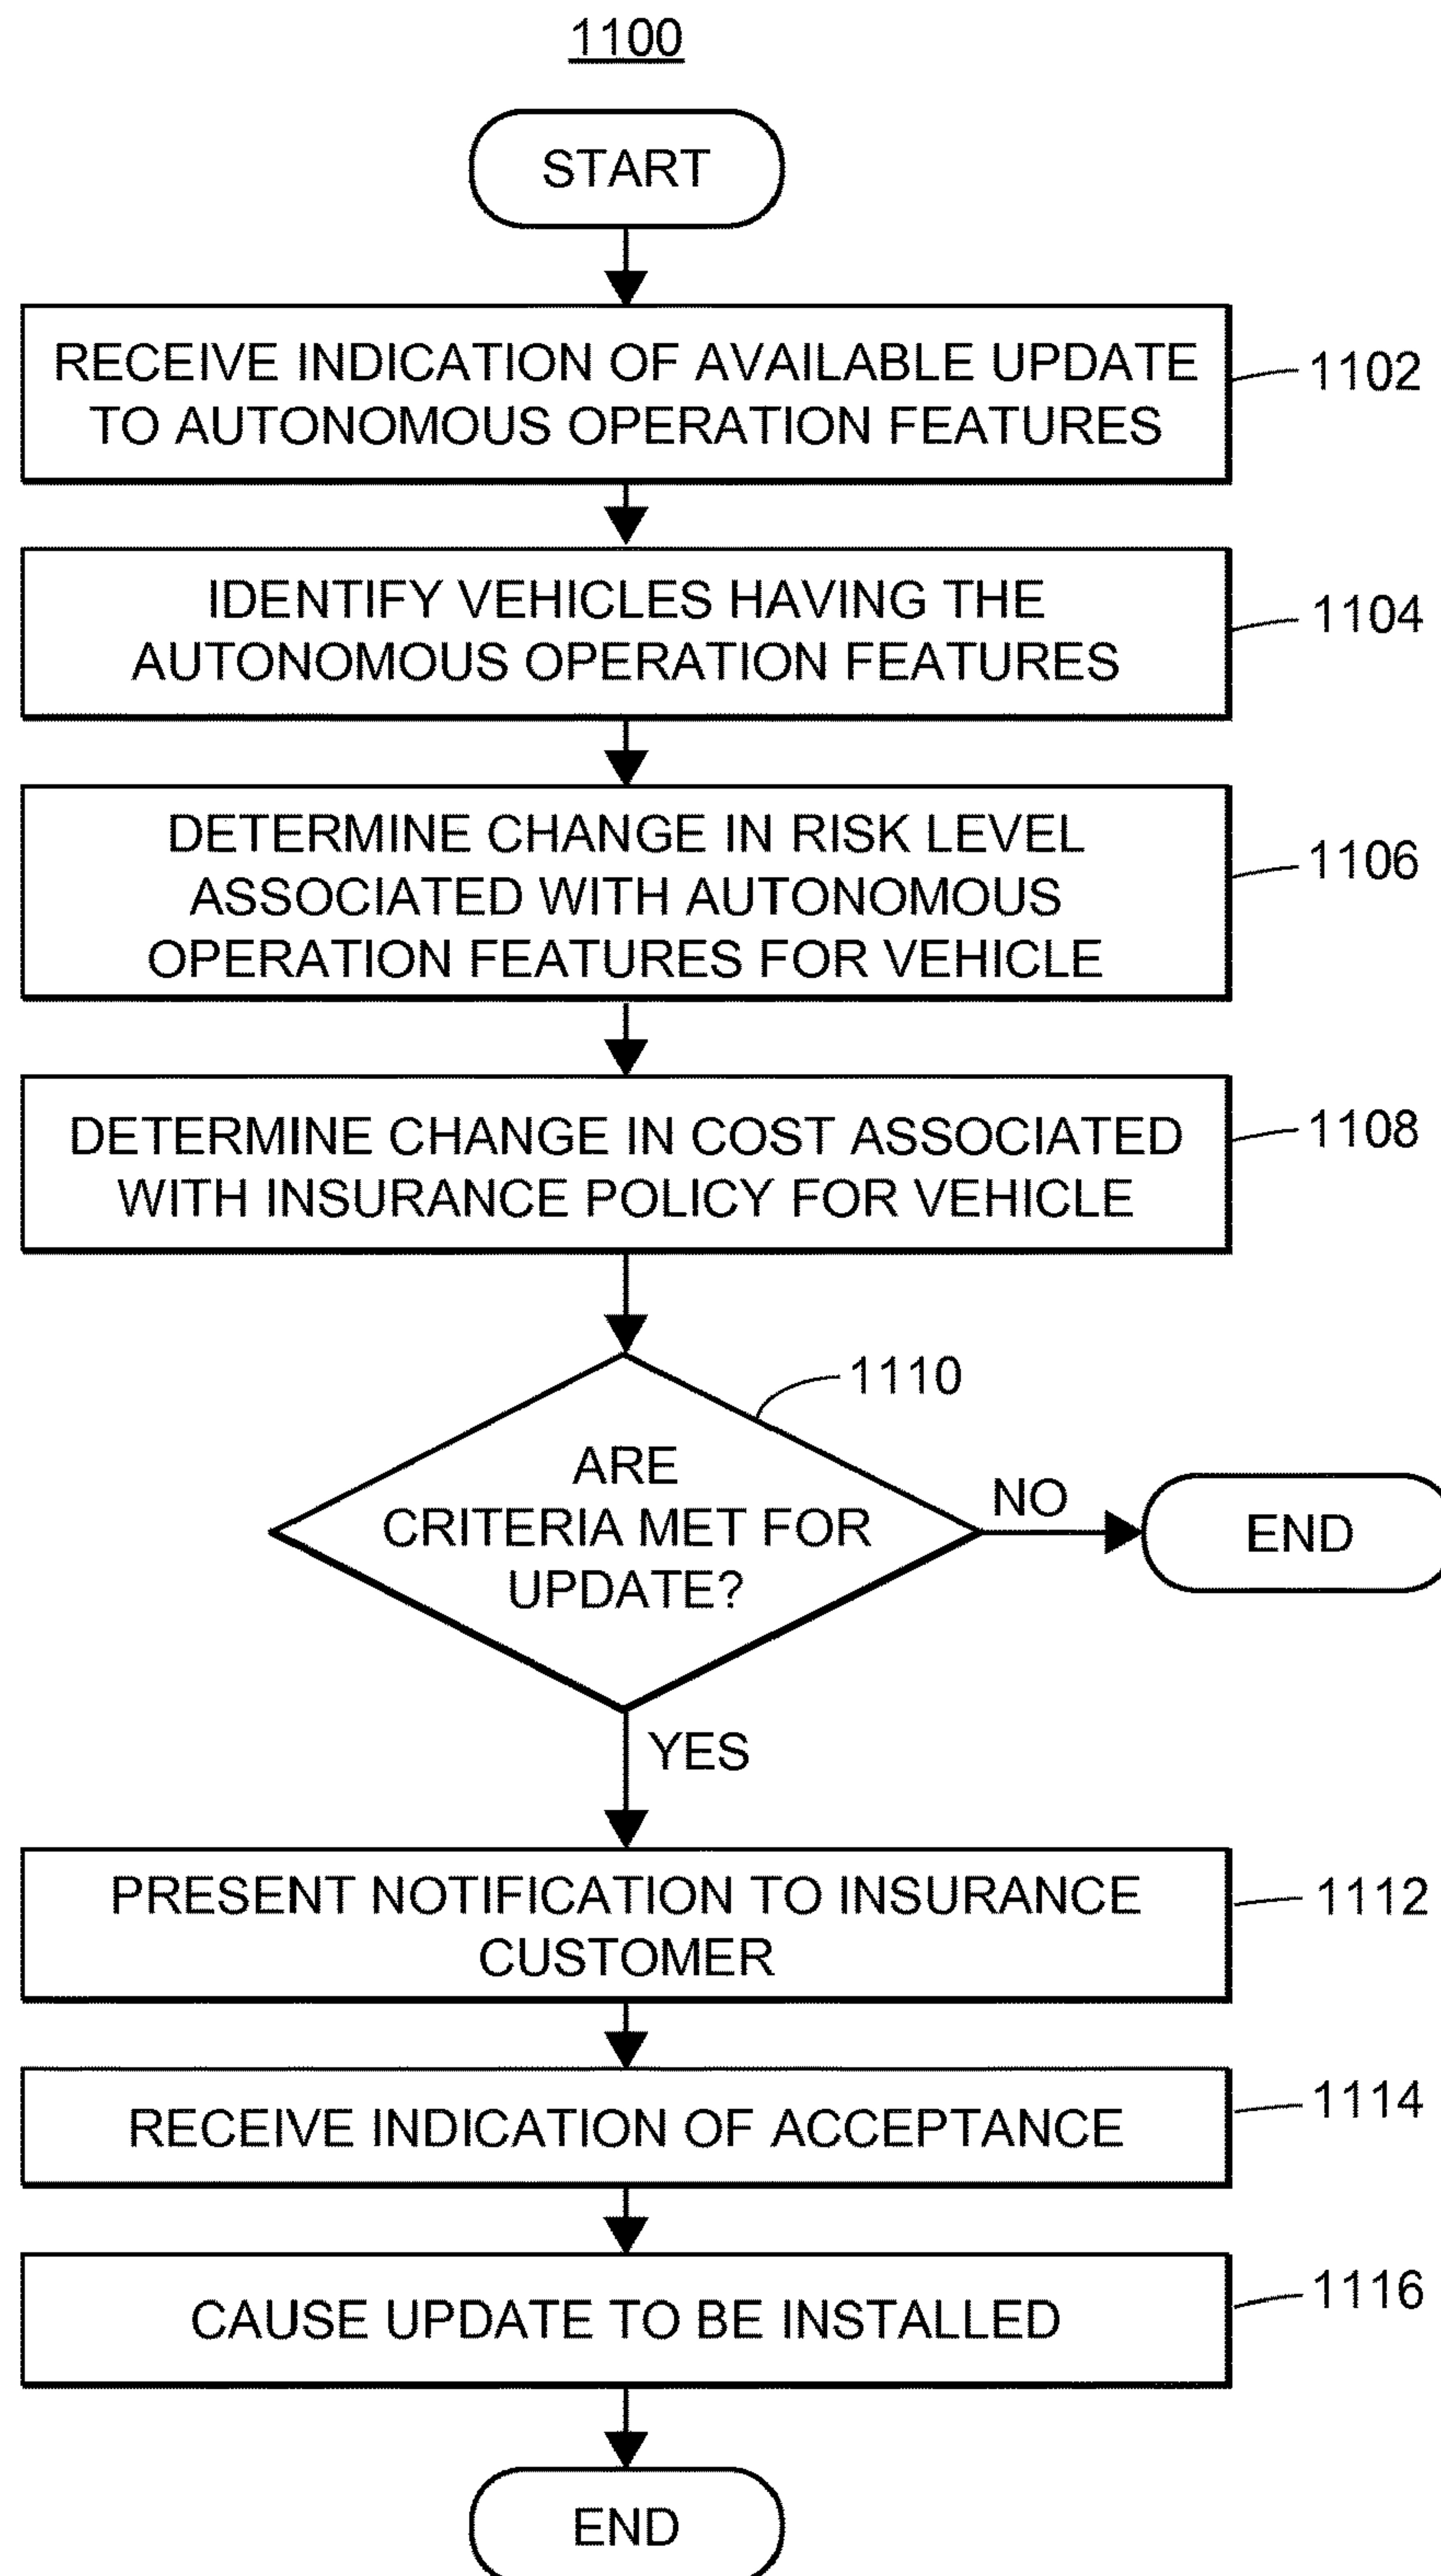 1100
START
RECEIVE INDICATION OF AVAILABLE UPDATE
TO AUTONOMOUS OPERATION FEATURES
1102
IDENTIFY VEHICLES HAVING THE
AUTONOMOUS OPERATION FEATURES
1104
DETERMINE CHANGE IN RISK LEVEL
ASSOCIATED WITH AUTONOMOUS
OPERATION FEATURES FOR VEHICLE
1106
DETERMINE CHANGE IN COST ASSOCIATED
WITH INSURANCE POLICY FOR VEHICLE
1108
1110
ARE
CRITERIA MET FOR
UPDATE?
NO
END
YES
PRESENT NOTIFICATION TO INSURANCE
CUSTOMER
1112
RECEIVE INDICATION OF ACCEPTANCE
1114
CAUSE UPDATE TO BE INSTALLED
1116
END